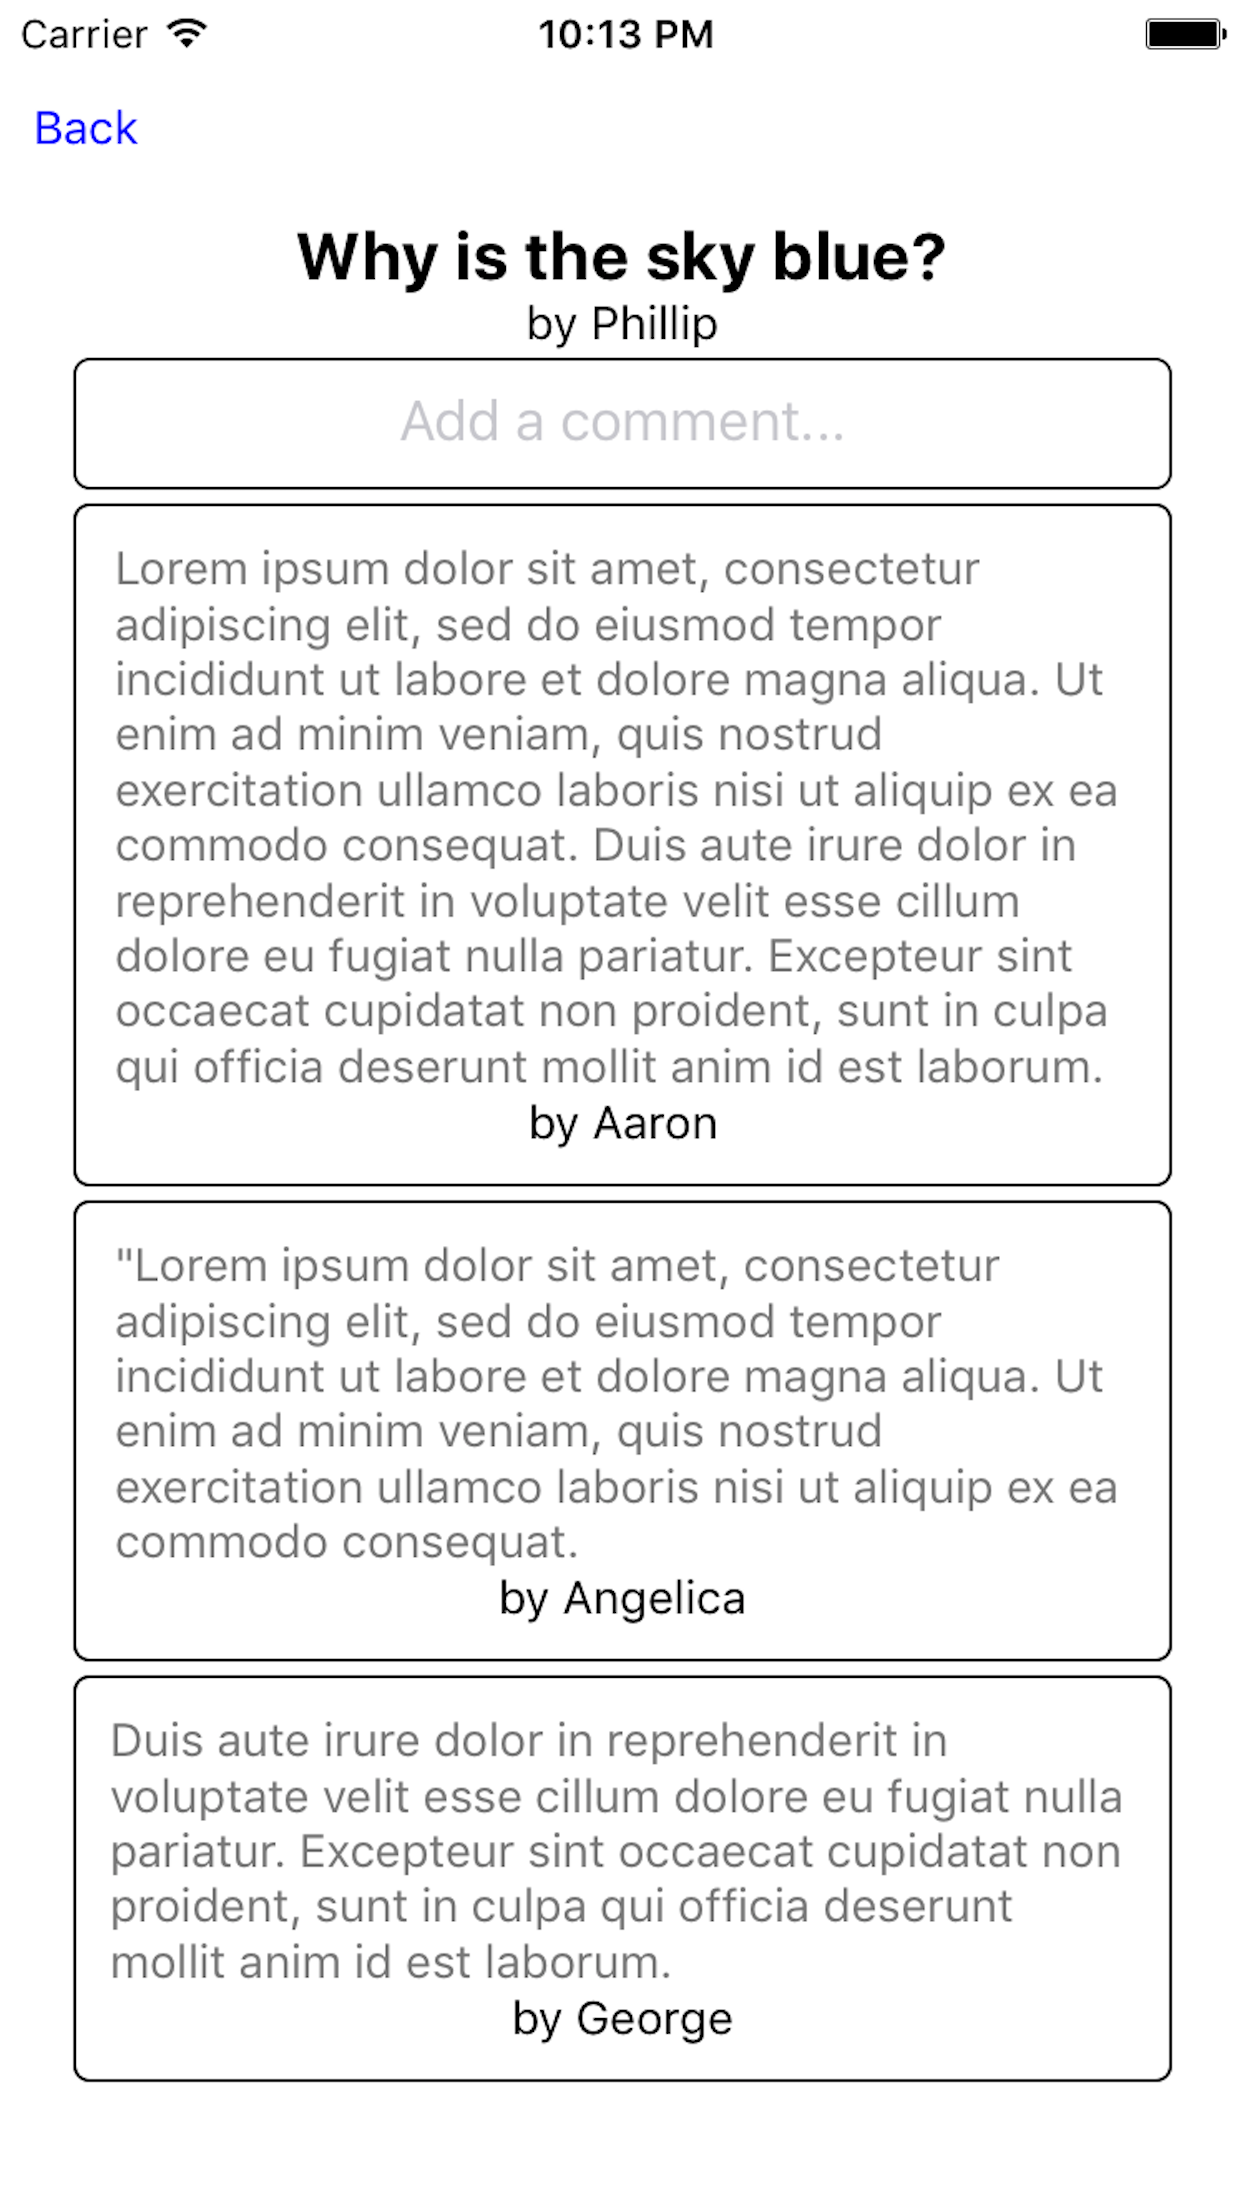 Carrier 10:13 PM
Back
Why is the sky blue?
by Phillip
Add a comment...
Lorem ipsum dolor sit amet, consectetur
adipiscing elit, sed do eiusmod tempor
incididunt ut labore et dolore magna aliqua. Ut
enim ad minim veniam, quis nostrud
exercitation ullamco laboris nisi ut aliquip ex ea
commodo consequat. Duis aute irure dolor in
reprehenderit in voluptate velit esse cillum
dolore eu fugiat nulla pariatur. Excepteur sint
occaecat cupidatat non proident, sunt in culpa
qui officia deserunt mollit anim id est laborum.
by Aaron
"Lorem ipsum dolor sit amet, consectetur
adipiscing elit, sed do eiusmod tempor
incididunt ut labore et dolore magna aliqua. Ut
enim ad minim veniam, quis nostrud
exercitation ullamco laboris nisi ut aliquip ex ea
commodo consequat.
by Angelica
Duis aute irure dolor in reprehenderit in
voluptate velit esse cillum dolore eu fugiat nulla
pariatur. Excepteur sint occaecat cupidatat non
proident, sunt in culpa qui officia deserunt
mollit anim id est laborum.
by George